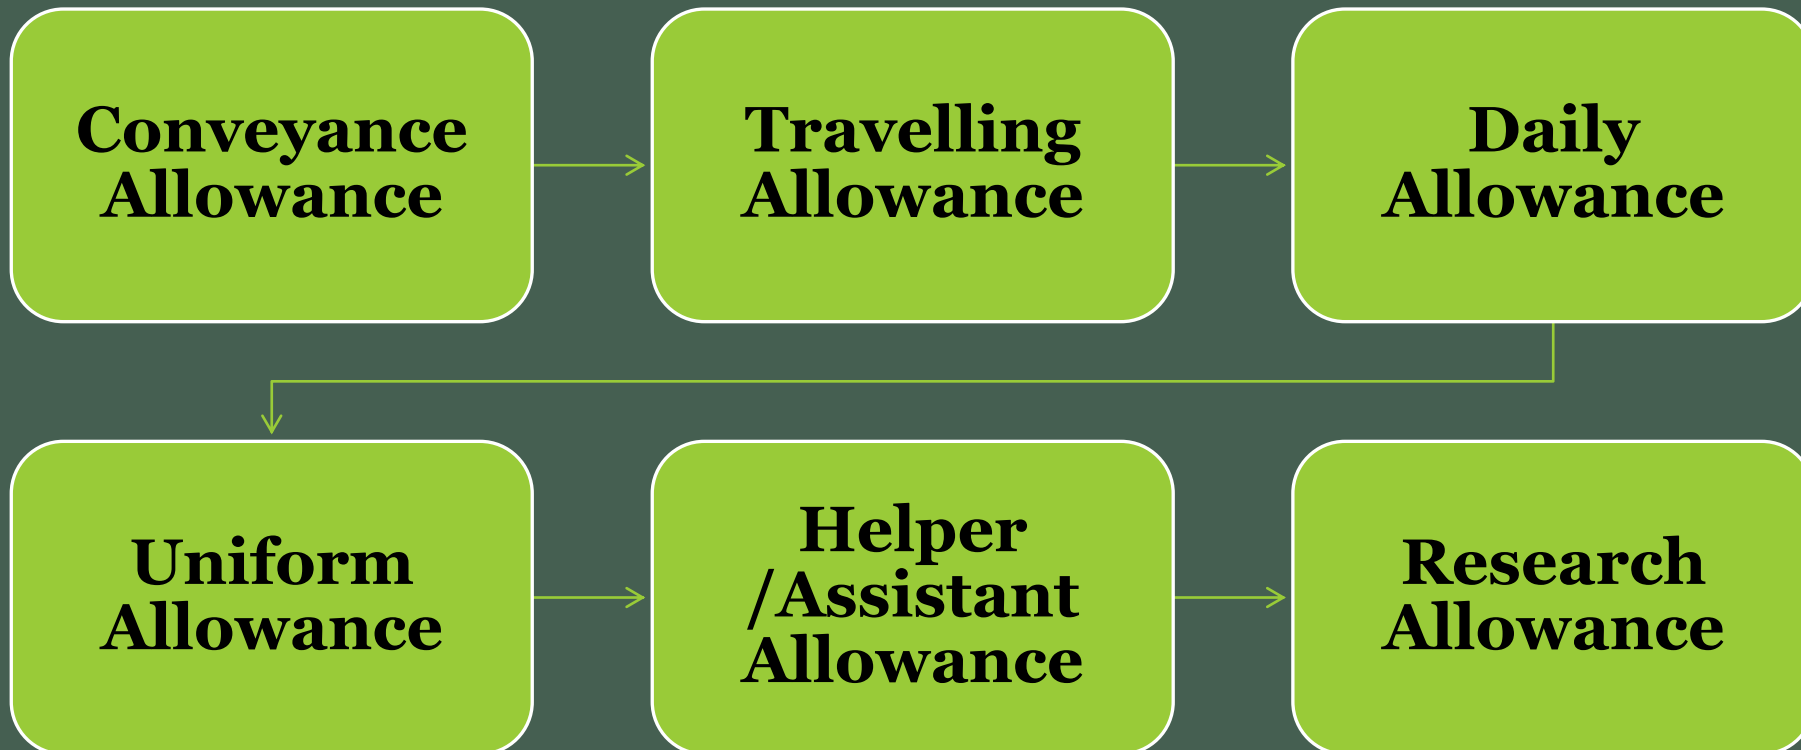 Conveyance
Allowance
Travelling
Allowance
Daily
Allowance
Uniform
Allowance
Helper
/Assistant
Allowance
Research
Allowance